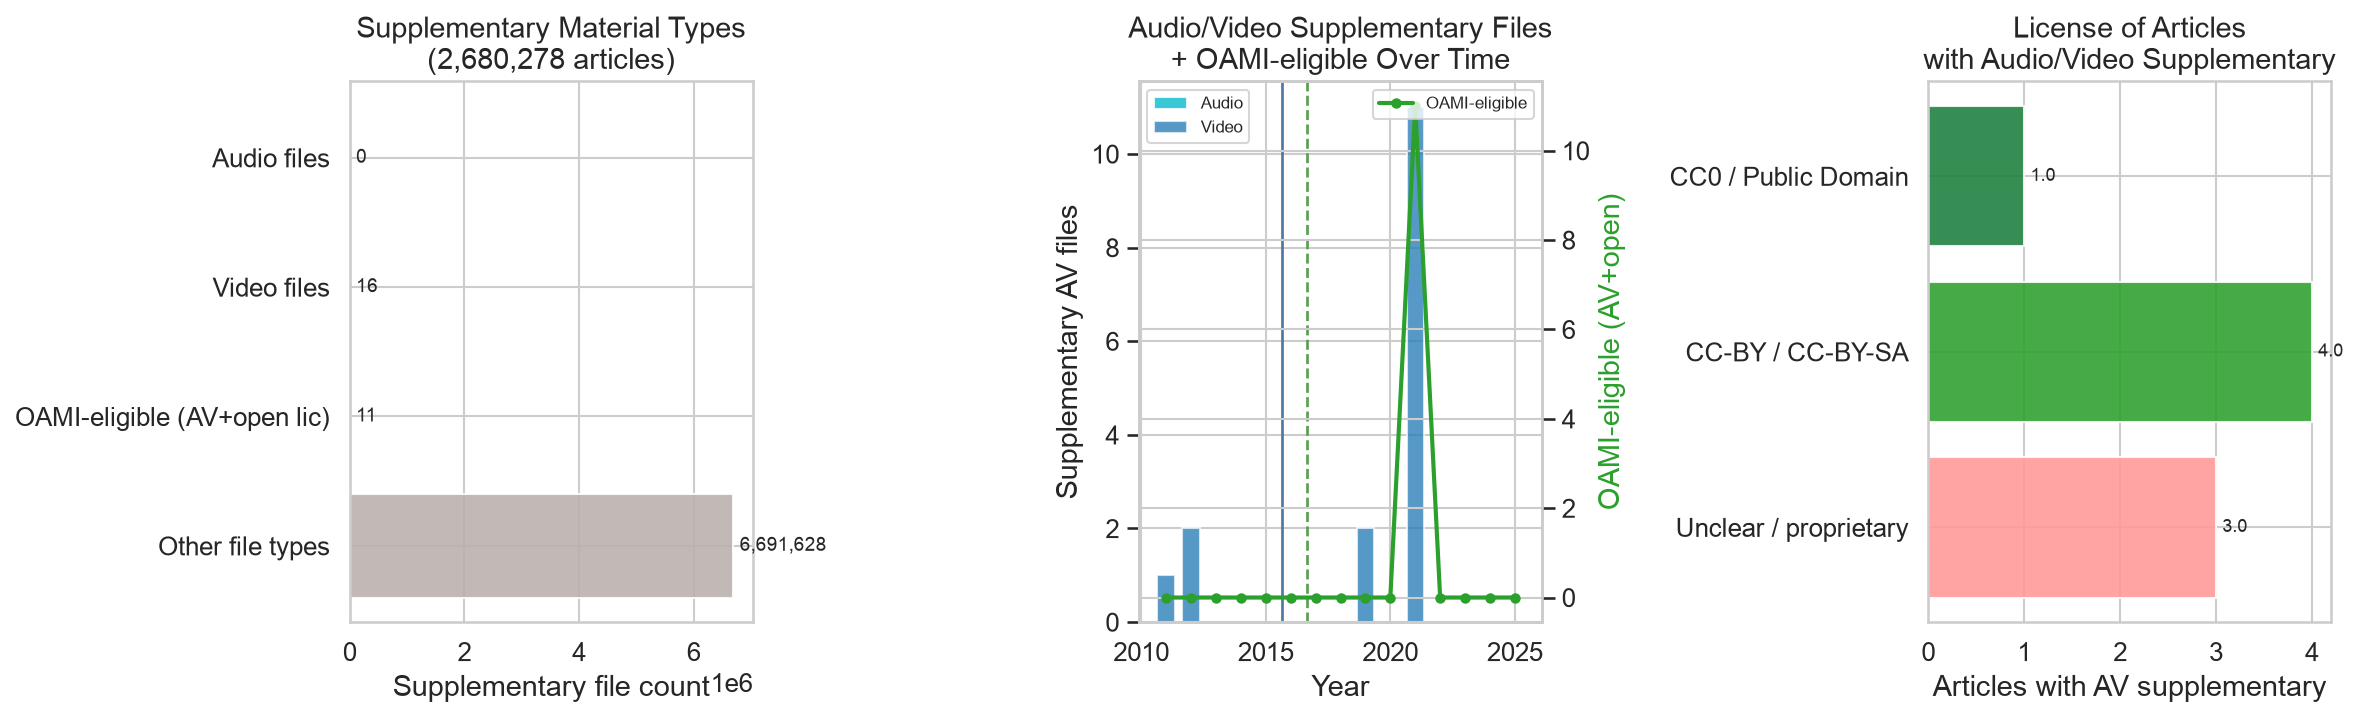 Supplementary Material Types
(2,680,278 articles)
Audio files
Video files
OAMI-eligible (AV+open lic)
Other file types
0
16
11
6,691,628
0
2
4
6
1e6
Supplementary file count
Audio/Video Supplementary Files
+ OAMI-eligible Over Time
Audio
Video
OAMI-eligible
Supplementary AV files
10
8
6
4
2
0
2010
2015
2020
2025
Year
10
8
6
4
2
0
OAMI-eligible (AV+open)
License of Articles
with Audio/Video Supplementary
CC0 / Public Domain
CC-BY / CC-BY-SA
Unclear / proprietary
1.0
4.0
3.0
0
1
2
3
4
Articles with AV supplementary